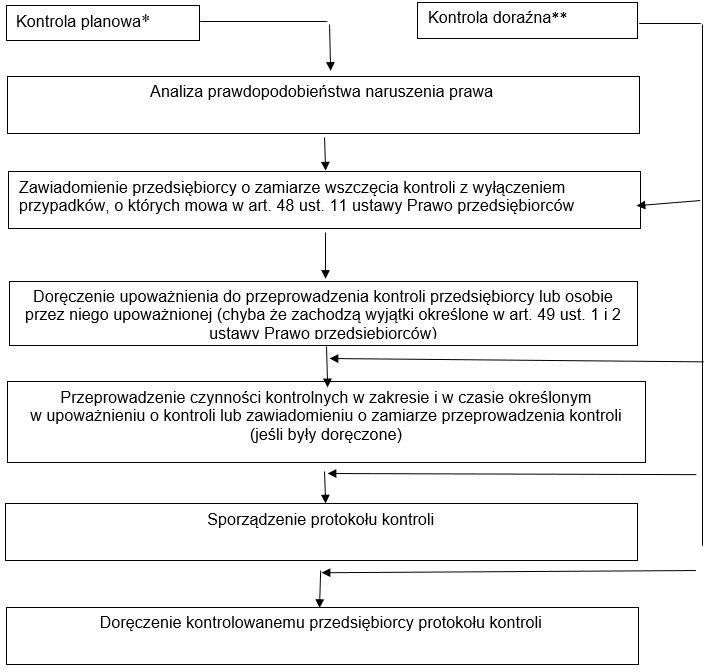 Kontrola planowa*
Kontrola doraźna**
Analiza prawdopodobieństwa naruszenia prawa
Zawiadomienie przedsiębiorcy o zamiarze wszczęcia kontroli z wyłączeniem
przypadków, o których mowa w art. 48 ust. 11 ustawy Prawo przedsiębiorców
Doręczenie upoważnienia do przeprowadzenia kontroli przedsiębiorcy lub osobie
przez niego upoważnionej (chyba że zachodzą wyjątki określone w art. 49 ust. 1 i 2
ustawy Prawo przedsiębiorców)
Przeprowadzenie czynności kontrolnych w zakresie i w czasie określonym
w upoważnieniu o kontroli lub zawiadomieniu o zamiarze przeprowadzenia kontroli
(jeśli były doręczone)
Sporządzenie protokołu kontroli
Doręczenie kontrolowanemu przedsiębiorcy protokołu kontroli